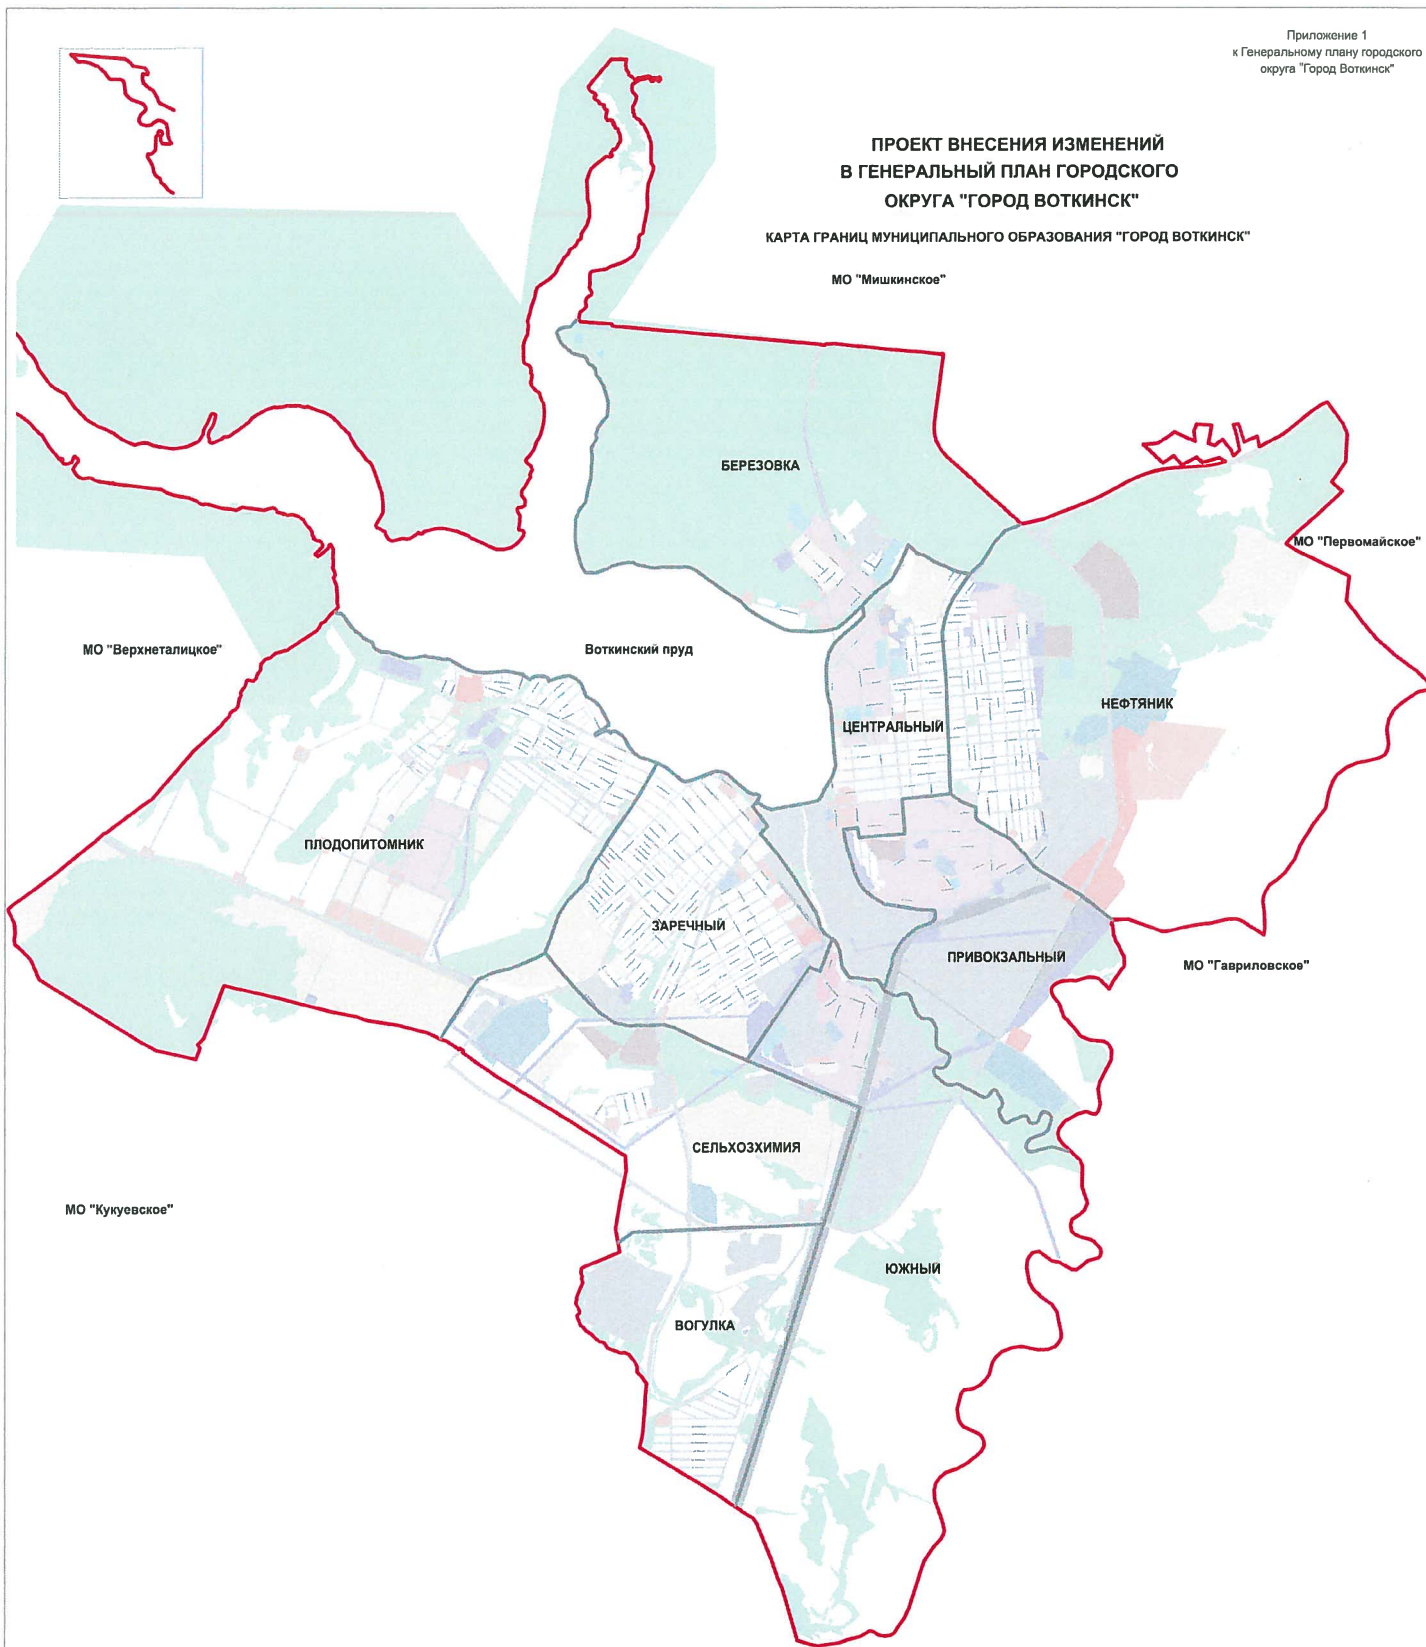 Приложение 1
к Генеральному плану городского
округа "Город Воткинск"
ПРОЕКТ ВНЕСЕНИЯ ИЗМЕНЕНИЙ
В ГЕНЕРАЛЬНЫЙ ПЛАН ГОРОДСКОГО
ОКРУГА "ГОРОД ВОТКИНСК"
КАРТА ГРАНИЦ МУНИЦИПАЛЬНОГО ОБРАЗОВАНИЯ "ГОРОД ВОТКИНСК"
МО "Мишкинское"
БЕРЕЗОВКА
МО "Первомайское"
МО "Верхнеталицкое"
Воткинский пруд
НЕФТЯНИК
ЦЕНТРАЛЬНЫЙ
ПЛОДОПИТОМНИК
ЗАРЕЧНЫЙ
ПРИВОКЗАЛЬНЫЙ
МО "Гавриловское"
СЕЛЬХОЗХИМИЯ
МО "Кукуевское"
ЮЖНЫЙ
ВОГУЛКА